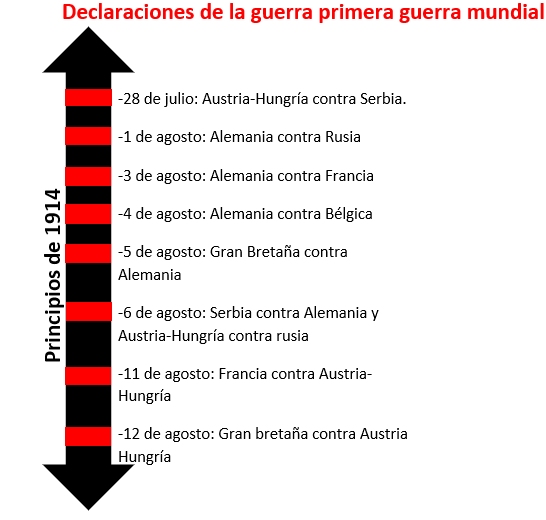 Declaraciones de la guerra primera guerra mundial
Principios de 1914
-28 de julio: Austria-Hungría contra Serbia.
-1 de agosto: Alemania contra Rusia
-3 de agosto: Alemania contra Francia
-4 de agosto: Alemania contra Bélgica
-5 de agosto: Gran Bretaña contra
Alemania
-6 de agosto: Serbia contra Alemania y
Austria-Hungría contra rusia
-11 de agosto: Francia contra Austria-
Hungría
-12 de agosto: Gran bretaña contra Austria
Hungría